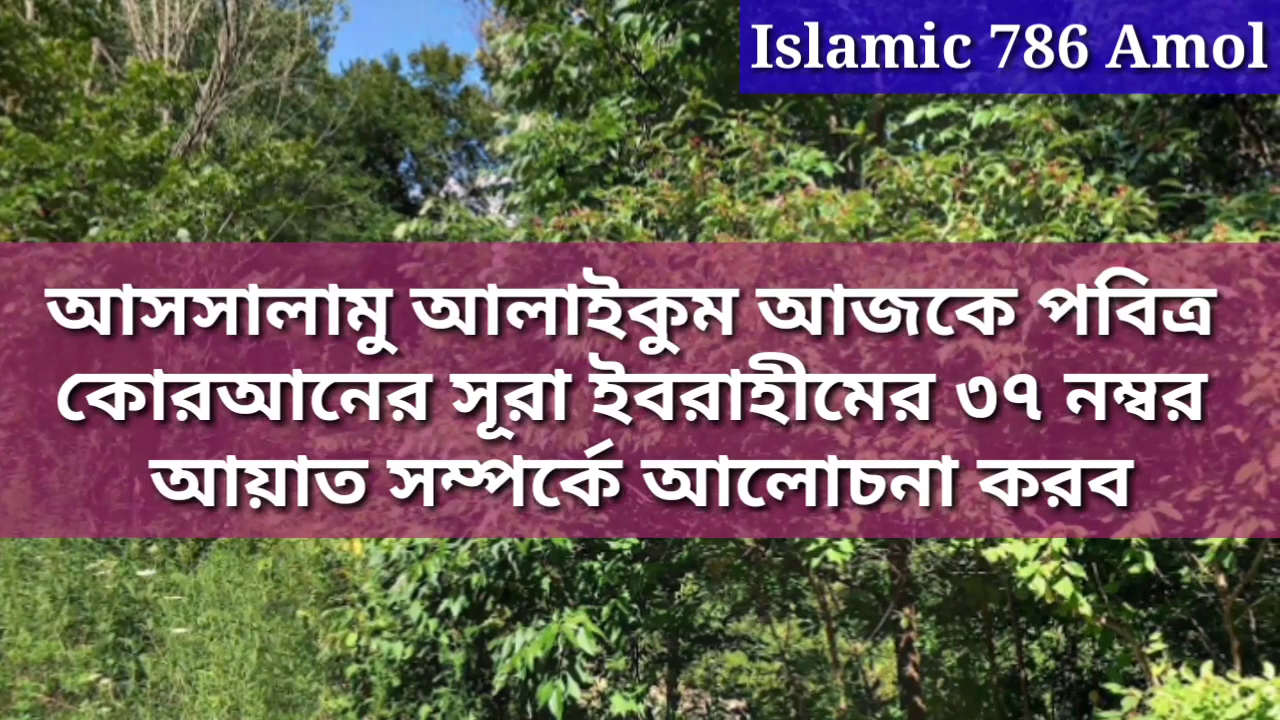 Islamic 786 Amol
আসসালামু আলাইকুম আজকে পবিত্র
কোরআনের সূরা ইবরাহীমের ৩৭ নম্বর
আয়াত সম্পর্কে আলোচনা করব